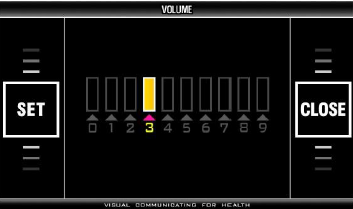 VOLUME
SET
CLOSE
0 1 2 3 4 5 6 7 8 9
VISUAL COMMUNICATING FOR HEALTH